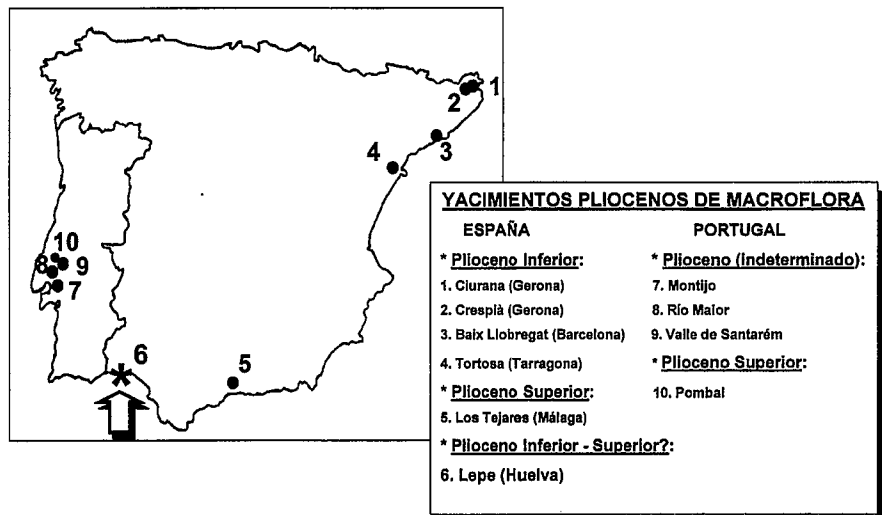 1
2
3
4
10
8
9
7
6
5
YACIMIENTOS PLIOCENOS DE MACROFLORA
ESPAÑA
* Plioceno Inferior:
1. Ciurana (Gerona)
2. Crespià (Gerona)
3. Baix Llobregat (Barcelona)
4. Tortosa (Tarragona)
* Plioceno Superior:
5. Los Tejares (Málaga)
* Plioceno Inferior - Superior?:
6. Lepe (Huelva)
PORTUGAL
* Plioceno (Indeterminado):
7. Montijo
8. Río Maior
9. Valle de Santarém
* Plioceno Superior:
10. Pombal